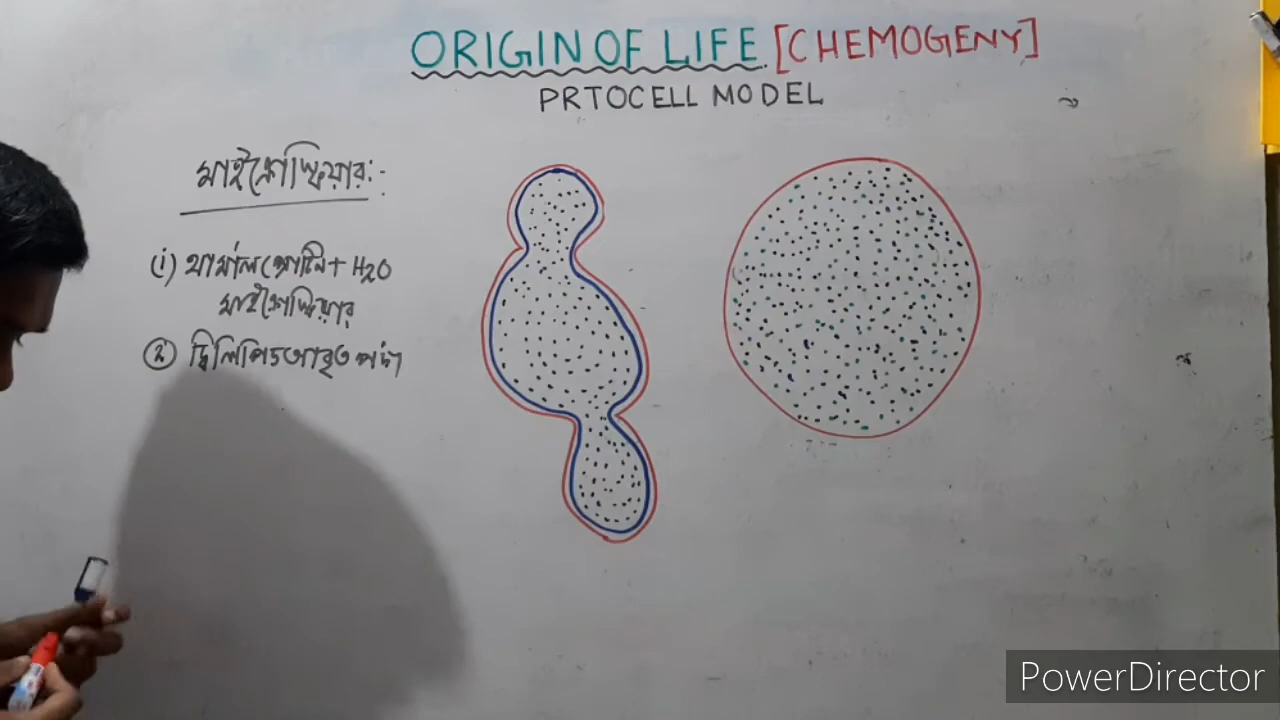 ORIGIN OF LIFE [CHEMOGENY]
PRTOCELL MODEL
মাইক্রোস্ফিয়ার:-
(i) থার্মাল প্রোটিন + H2O
মাইক্রোস্ফিয়ার
(2) দ্বিলিপিড আবৃত পর্দা
PowerDirector